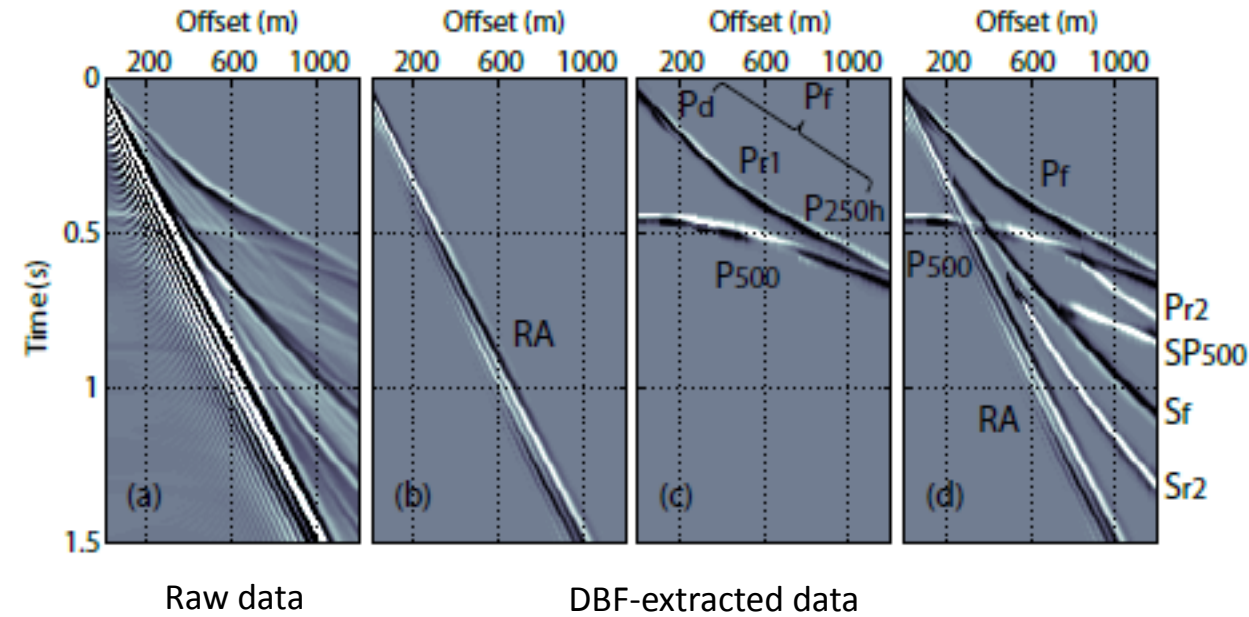 Offset (m) Offset (m) Offset (m) Offset (m)
200 600 1000 200 600 1000 200 600 1000 200 600 1000
0
0.5
1
1.5
Time(s)
(a)
RA
(b)
Pd
Pf
Pr1
P250h
P500
(c)
Pf
P500
RA
(d)
Pr2
SP500
Sf
Sr2
Raw data
DBF-extracted data